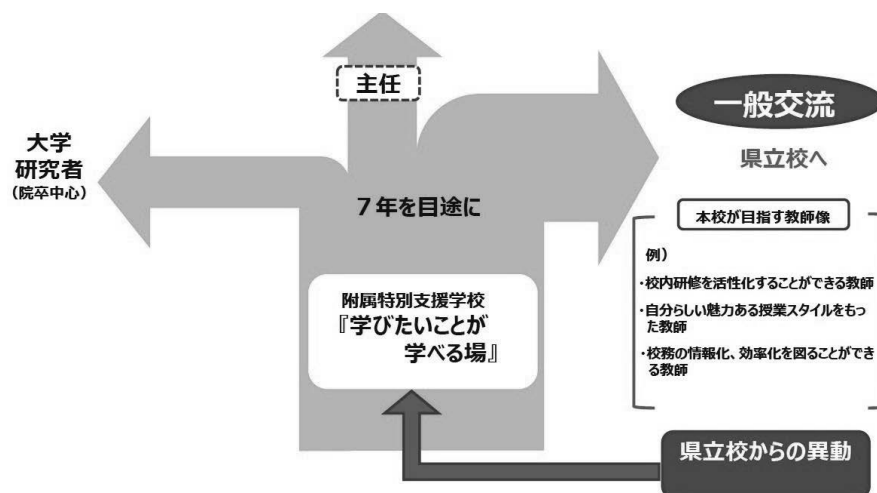 主任
大学
研究者
(院卒中心)
7年を目途に
附属特別支援学校
『学びたいことが
学べる場』
一般交流
県立校へ
本校が目指す教師像
例）
・校内研修を活性化することができる教師
・自分らしい魅力ある授業スタイルをもっ
た教師
・校務の情報化、効率化を図ることができ
る教師
県立校からの異動